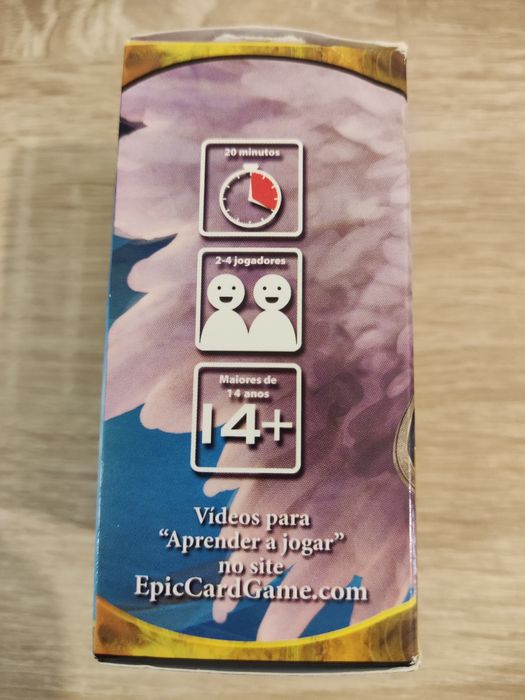 20 minutos
2-4 jogadores
Maiores de
14 anos
14+
Vídeos para
“Aprender a jogar”
no site
EpicCardGame.com